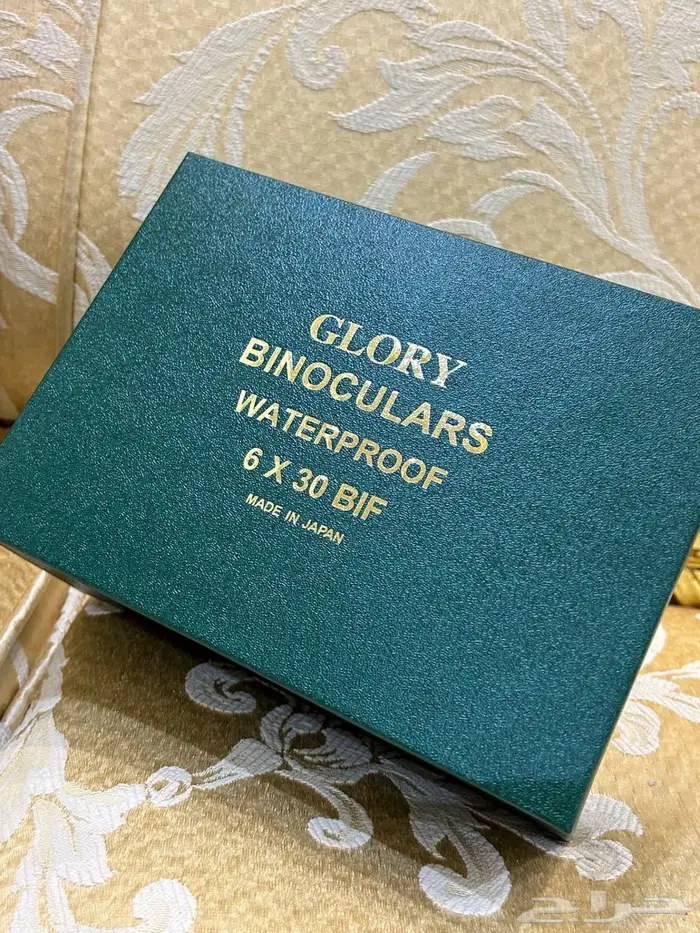 GLORY
BINOCULARS
WATERPROOF
6 X 30 BIF
MADE IN JAPAN
حراج